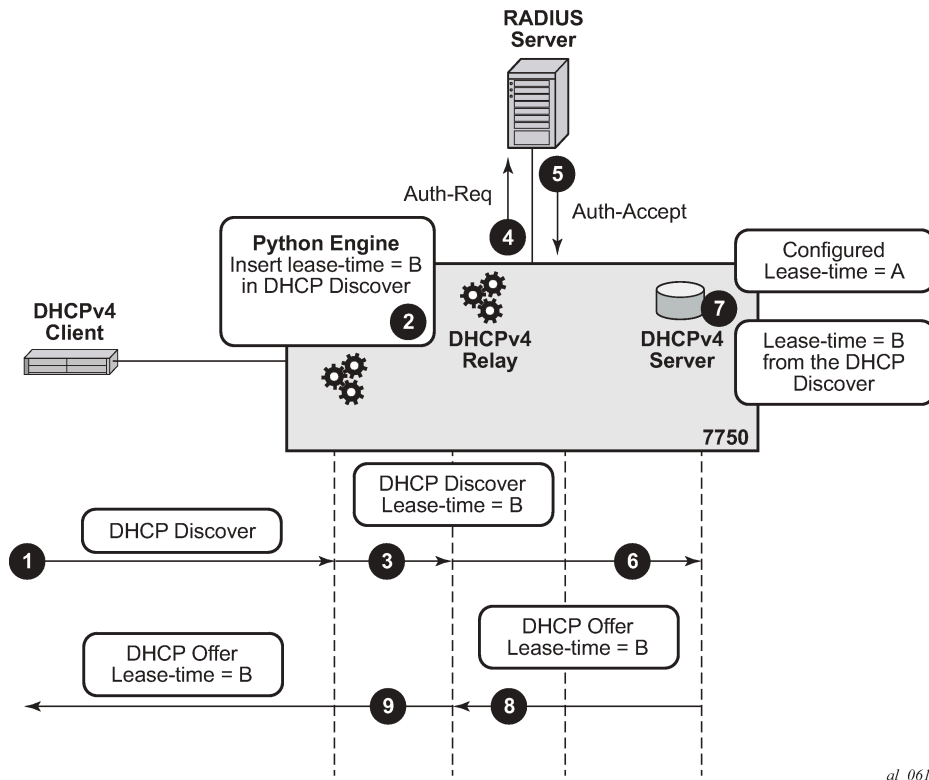 RADIUS
Server
5
Auth-Req
Auth-Accept
4
Python Engine
Insert lease-time = B
in DHCP Discover
2
Configured
Lease-time = A
7
DHCPv4
Client
DHCPv4
Relay
DHCPv4
Server
Lease-time = B
from the DHCP
Discover
7750
DHCP Discover
Lease-time = B
DHCP Discover
1
3
6
DHCP Offer
Lease-time = B
DHCP Offer
Lease-time = B
9
8
al_061